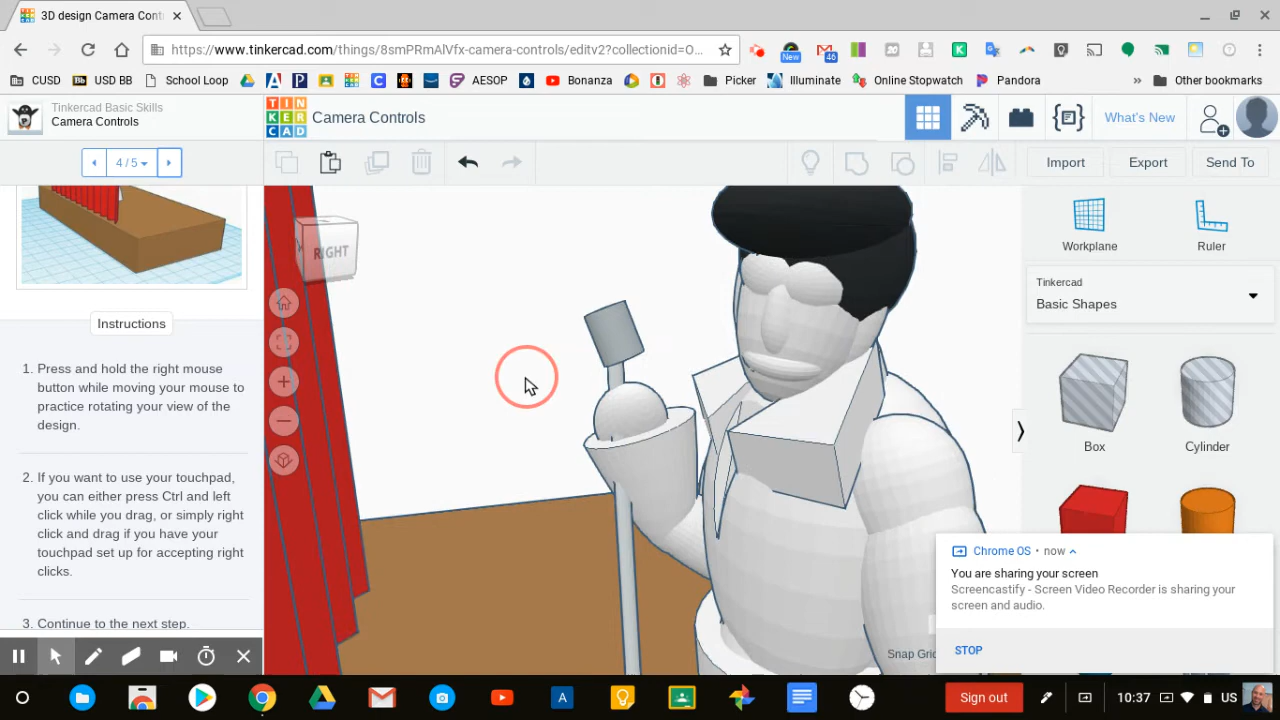 3D design Camera Cont
https://www.tinkercad.com/things/8smPRmAlVfx-camera-controls/editv2?collectionid=O...
New
46
CUSD
USD BB
School Loop
AESOP
Bonanza
Picker
Illuminate
Online Stopwatch
Pandora
»
Other bookmarks
Tinkercad Basic Skills
Camera Controls
TIN
KER
CAD
Camera Controls
What's New
4 / 5
Import
Export
Send To
RIGHT
Workplane
Ruler
Tinkercad
Basic Shapes
Box
Cylinder
Instructions
1. Press and hold the right mouse
button while moving your mouse to
practice rotating your view of the
design.
2. If you want to use your touchpad,
you can either press Ctrl and left
click while you drag, or simply right
click and drag if you have your
touchpad set up for accepting right
clicks.
3. Continue to the next step.
Chrome OS • now
You are sharing your screen
Screencastify - Screen Video Recorder is sharing your
screen and audio.
STOP
Snap Grid
Sign out
10:37
US